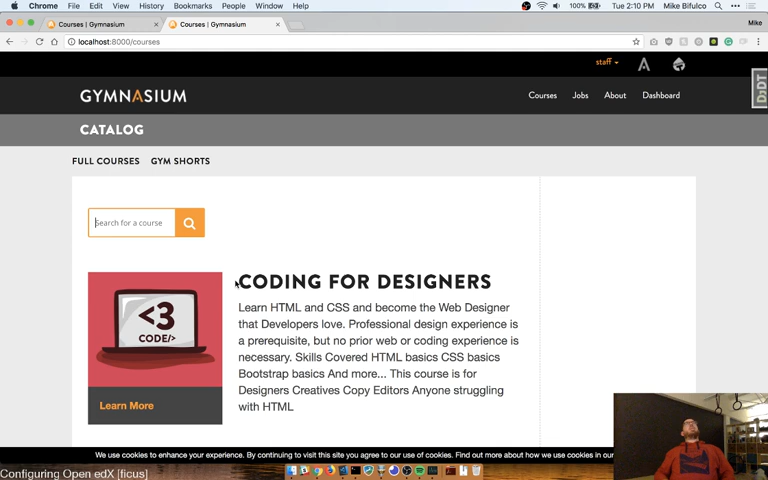 Chrome File Edit View History Bookmarks People Window Help 100% Tue 2:10 PM Mike Bifulco
Courses | Gymnasium Courses | Gymnasium Mike
localhost:8000/courses
staff
GYMNASIUM Courses Jobs About Dashboard
DjDT
CATALOG
FULL COURSES GYM SHORTS
Search for a course
<3
CODE/>
Learn More
CODING FOR DESIGNERS
Learn HTML and CSS and become the Web Designer
that Developers love. Professional design experience is
a prerequisite, but no prior web or coding experience is
necessary. Skills Covered HTML basics CSS basics
Bootstrap basics And more... This course is for
Designers Creatives Copy Editors Anyone struggling
with HTML
We use cookies to enhance your experience. By continuing to visit this site you agree to our use of cookies. Find out more about how we use cookies in our
Configuring Open edX [ficus]